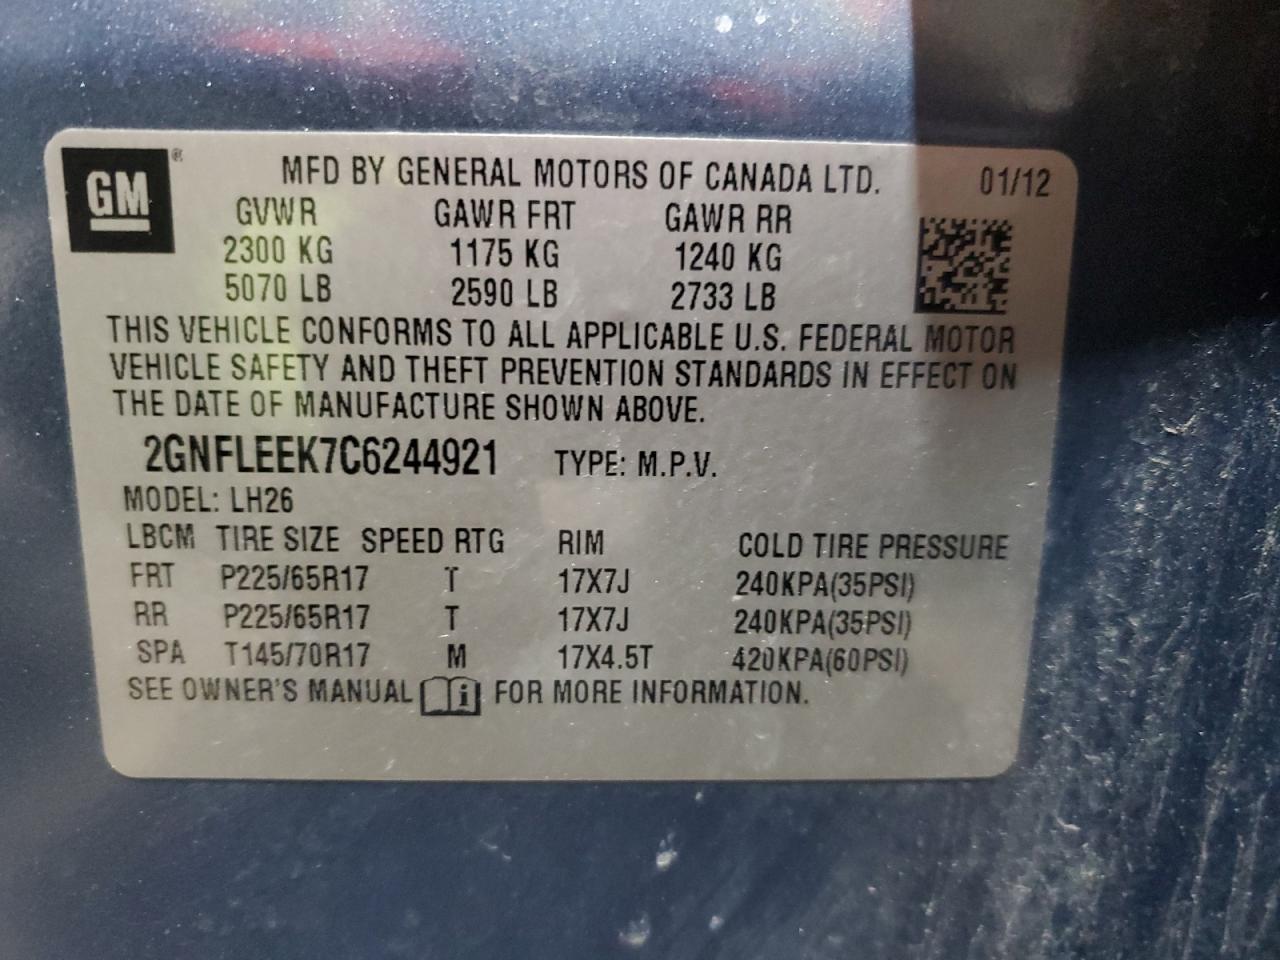 GM ® MFD BY GENERAL MOTORS OF CANADA LTD. 01/12
GVWR GAWR FRT GAWR RR
2300 KG 1175 KG 1240 KG
5070 LB 2590 LB 2733 LB
THIS VEHICLE CONFORMS TO ALL APPLICABLE U.S. FEDERAL MOTOR
VEHICLE SAFETY AND THEFT PREVENTION STANDARDS IN EFFECT ON
THE DATE OF MANUFACTURE SHOWN ABOVE.
2GNFLEEK7C6244921 TYPE: M.P.V.
MODEL: LH26
LBCM TIRE SIZE SPEED RTG RIM COLD TIRE PRESSURE
FRT P225/65R17 T 17X7J 240KPA(35PSI)
RR P225/65R17 T 17X7J 240KPA(35PSI)
SPA T145/70R17 M 17X4.5T 420KPA(60PSI)
SEE OWNER'S MANUAL i FOR MORE INFORMATION.